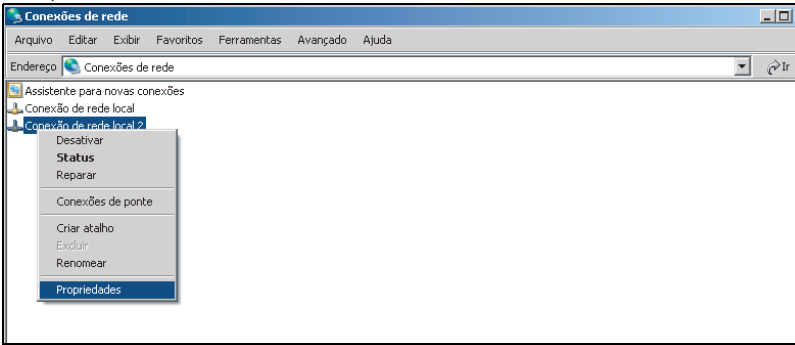 Conexões de rede
Arquivo Editar Exibir Favoritos Ferramentas Avançado Ajuda
Endereço Conexões de rede Ir
Assistente para novas conexões
Conexão de rede local
Conexão de rede local 2
Desativar
Status
Reparar
Conexões de ponte
Criar atalho
Excluir
Renomear
Propriedades